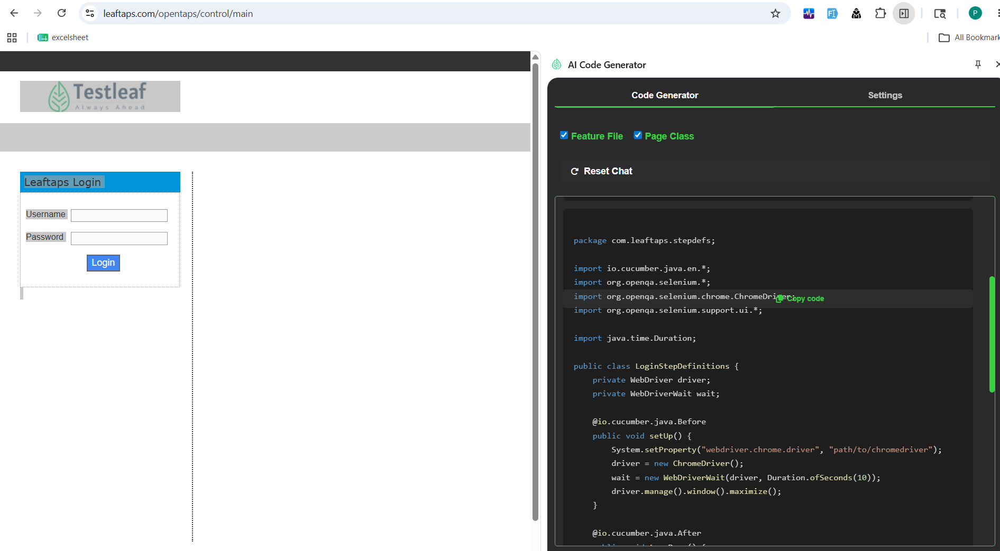 leaftaps.com/opentaps/control/main
P
excelsheet
All Bookmark
Testleaf
Always Ahead
Leaftaps Login
Username
Password
Login
AI Code Generator
Code Generator
Settings
Feature File
Page Class
Reset Chat
package com.leaftaps.stepdefs;
import io.cucumber.java.en.*;
import org.openqa.selenium.*;
import org.openqa.selenium.chrome.ChromeDriver;
Copy code
import org.openqa.selenium.support.ui.*;
import java.time.Duration;
public class LoginStepDefinitions {
private WebDriver driver;
private WebDriverWait wait;
@io.cucumber.java.Before
public void setUp() {
System.setProperty("webdriver.chrome.driver", "path/to/chromedriver");
driver = new ChromeDriver();
wait = new WebDriverWait(driver, Duration.ofSeconds(10));
driver.manage().window().maximize();
}
@io.cucumber.java.After